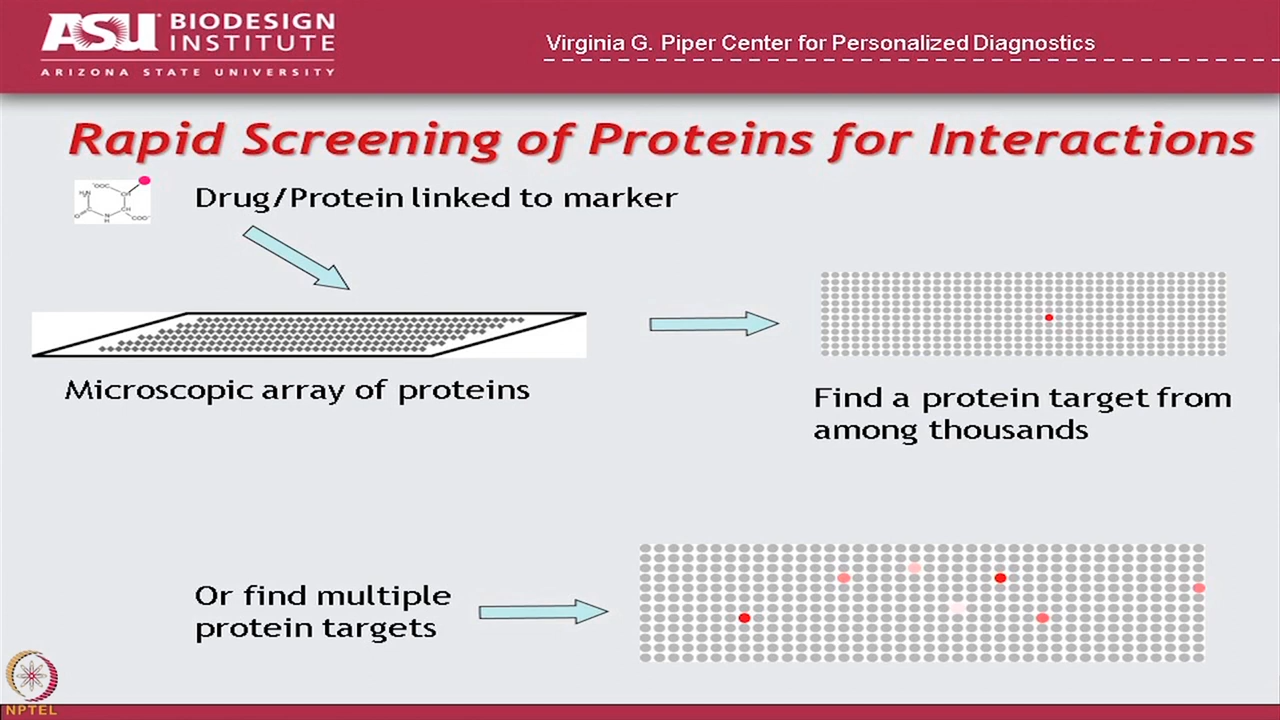 ASU BIODESIGN
INSTITUTE
ARIZONA STATE UNIVERSITY
Virginia G. Piper Center for Personalized Diagnostics
Rapid Screening of Proteins for Interactions
Drug/Protein linked to marker
Microscopic array of proteins
Find a protein target from
among thousands
Or find multiple
protein targets
NPTEL